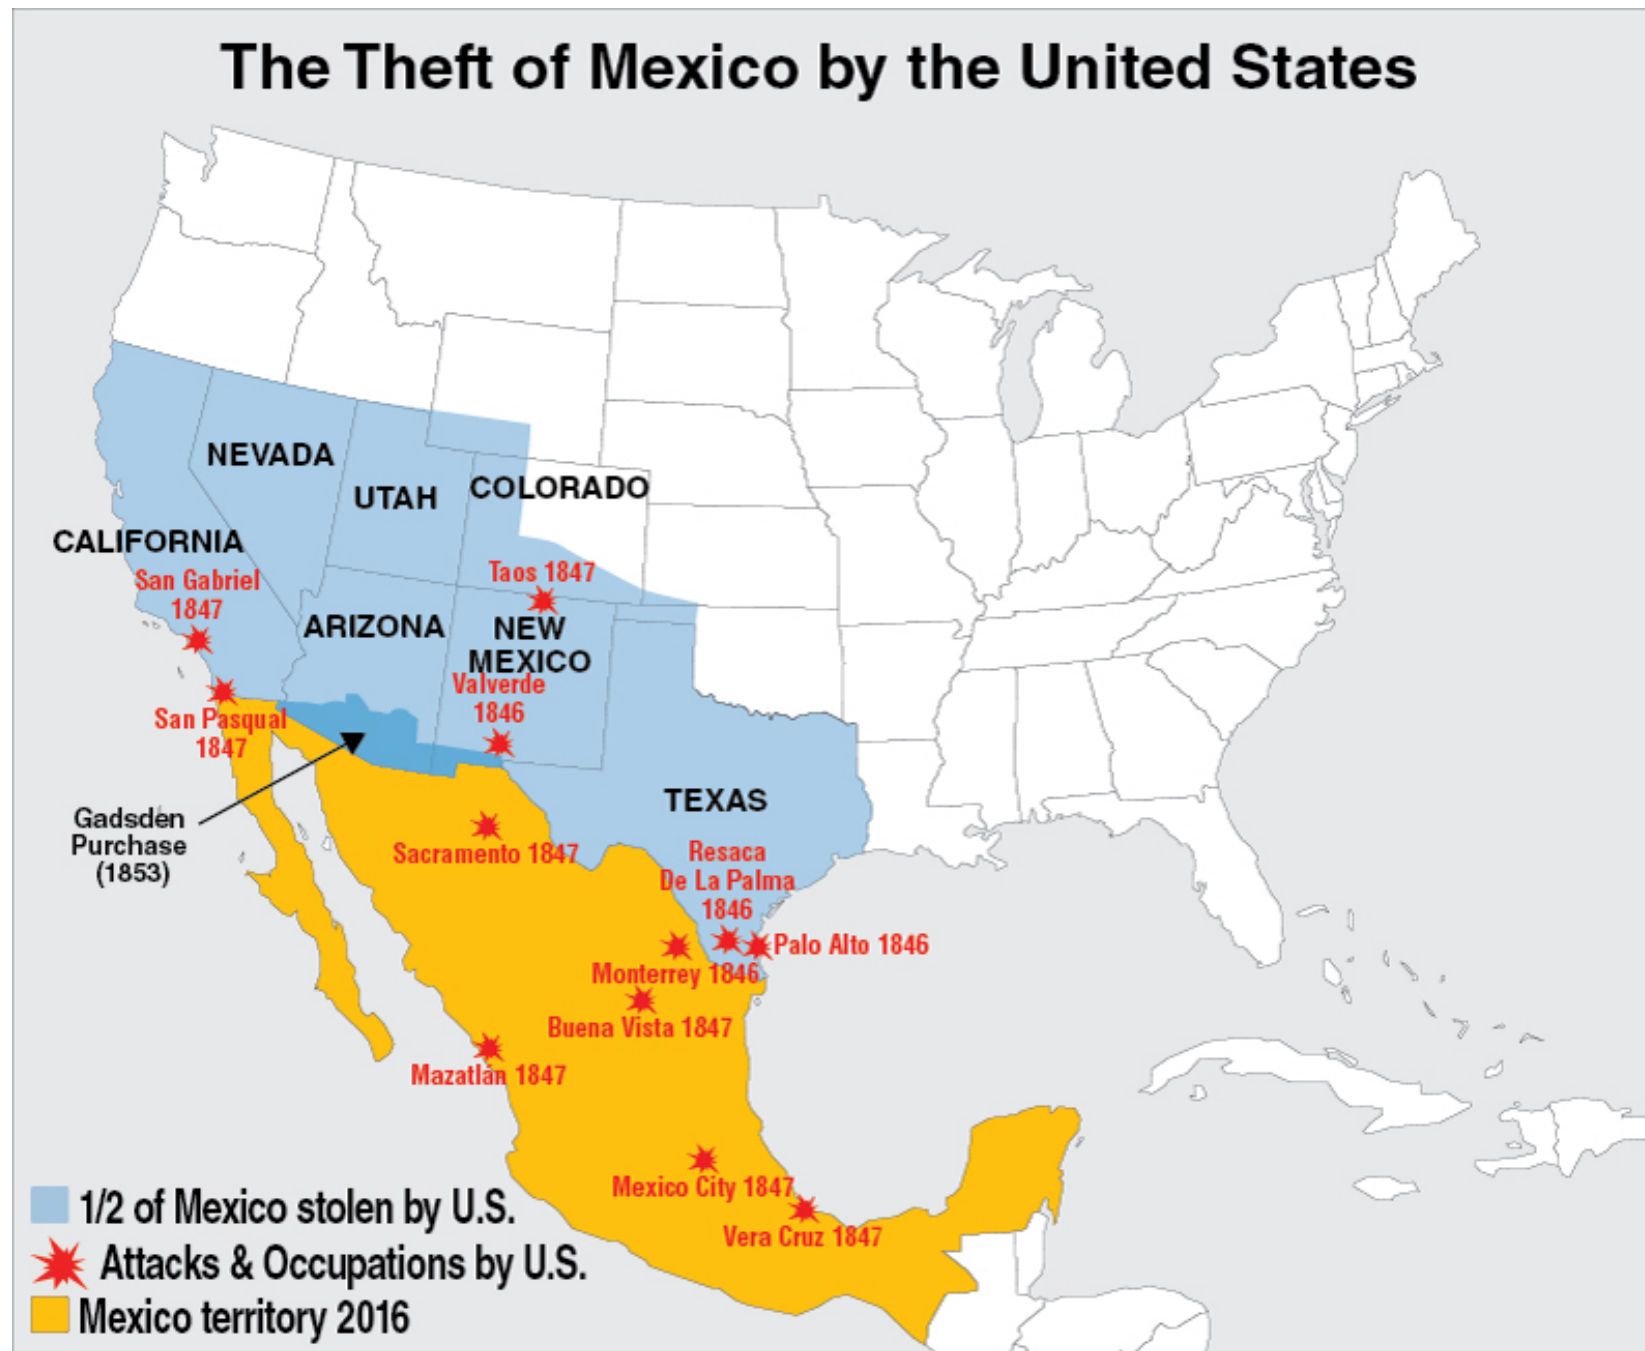 The Theft of Mexico by the United States
NEVADA
UTAH
COLORADO
CALIFORNIA
San Gabriel
1847
Taos 1847
ARIZONA
NEW
MEXICO
Valverde
1846
San Pasqual
1847
TEXAS
Gadsden
Purchase
(1853)
Sacramento 1847
Resaca
De La Palma
1846
Palo Alto 1846
Monterrey 1846
Buena Vista 1847
Mazatlán 1847
Mexico City 1847
Vera Cruz 1847
1/2 of Mexico stolen by U.S.
Attacks & Occupations by U.S.
Mexico territory 2016